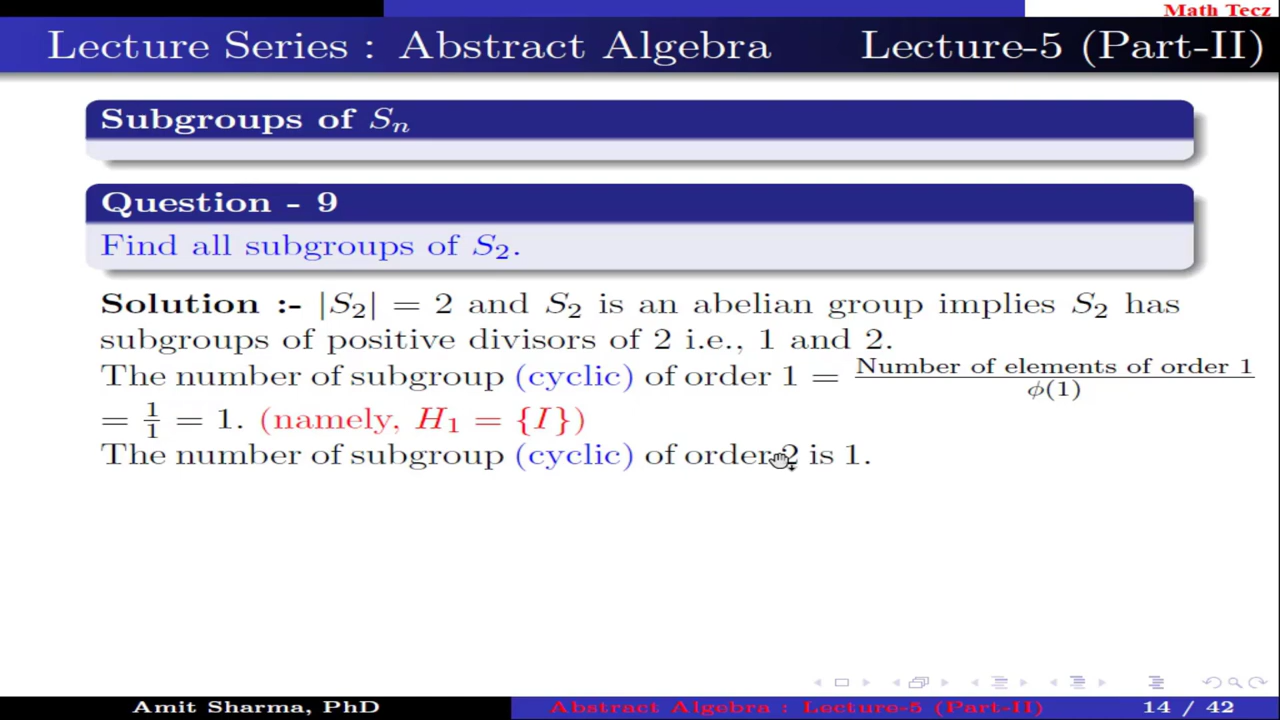 Math Tecz
Lecture Series : Abstract Algebra Lecture-5 (Part-II)
Subgroups of Sₙ
Question - 9
Find all subgroups of S₂.
Solution :- |S₂| = 2 and S₂ is an abelian group implies S₂ has
subgroups of positive divisors of 2 i.e., 1 and 2.
The number of subgroup (cyclic) of order 1 = Number of elements of order 1 / ϕ(1)
= 1/1 = 1. (namely, H₁ = {I})
The number of subgroup (cyclic) of order 2 is 1.
Amit Sharma, PhD Abstract Algebra : Lecture-5 (Part-II) 14 / 42